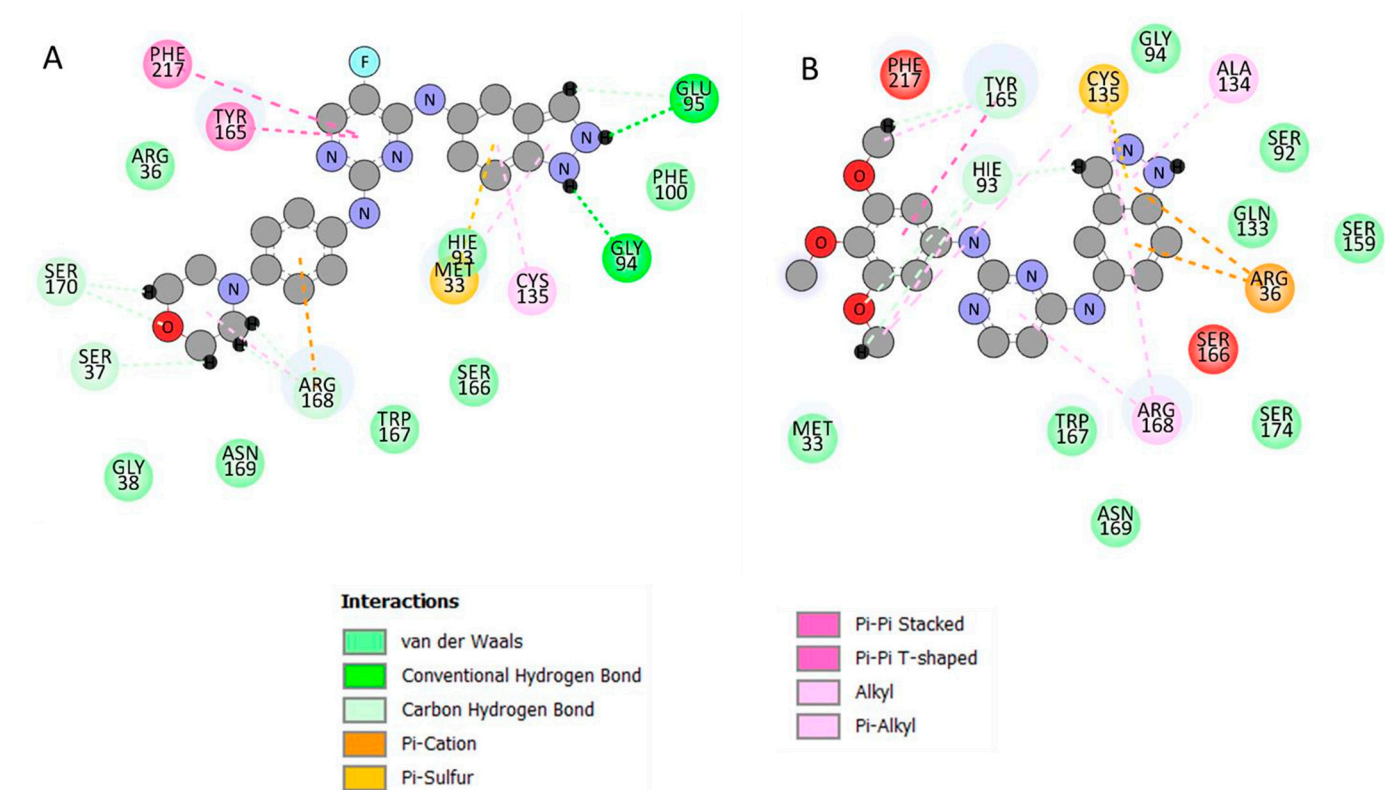 A
PHE
217
TYR
165
ARG
36
F
N
N
N
N
H
N
H
N
H
GLU
95
PHE
100
GLY
94
HIE
93
MET
33
CYS
135
SER
170
H
N
O
H
H
H
SER
37
ARG
168
SER
166
TRP
167
ASN
169
GLY
38
B
PHE
217
TYR
165
CYS
135
GLY
94
ALA
134
SER
92
HIE
93
H
O
O
O
H
H
N
N
H
N
N
N
N
GLN
133
SER
159
ARG
36
SER
166
ARG
168
SER
174
TRP
167
MET
33
ASN
169
Interactions
van der Waals
Conventional Hydrogen Bond
Carbon Hydrogen Bond
Pi-Cation
Pi-Sulfur
Pi-Pi Stacked
Pi-Pi T-shaped
Alkyl
Pi-Alkyl